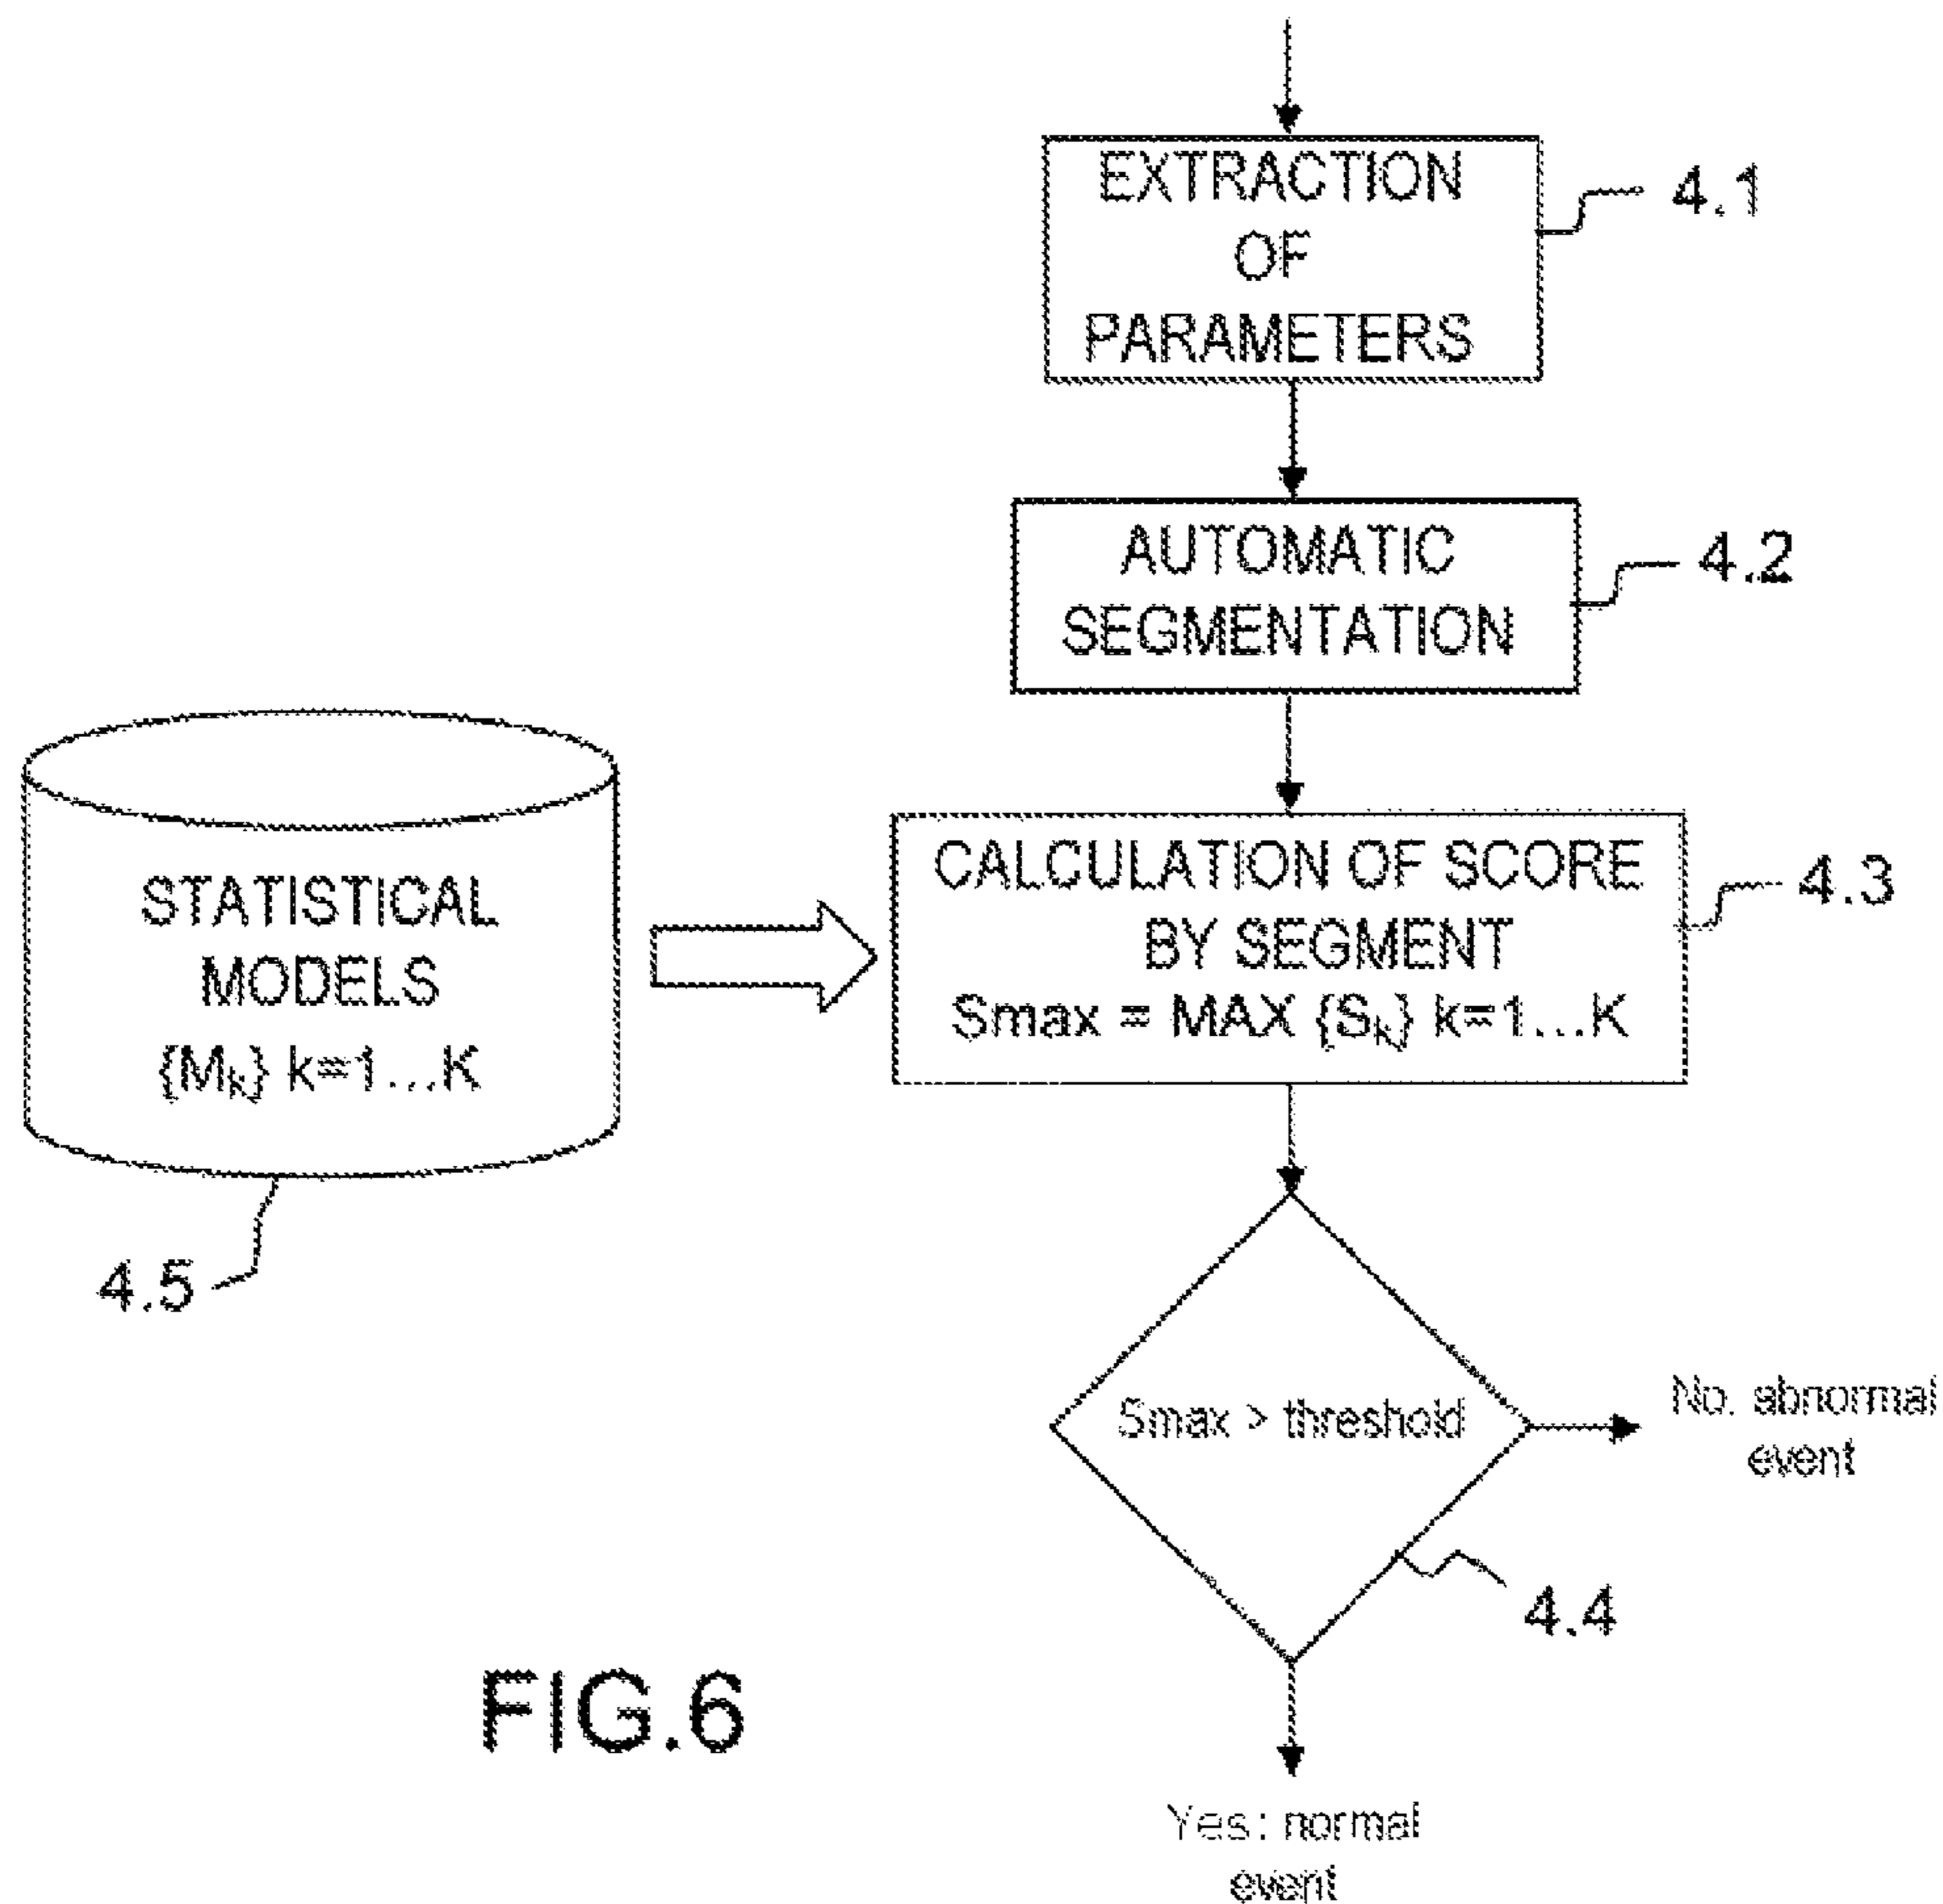 EXTRACTION
OF
PARAMETERS
4.1
AUTOMATIC
SEGMENTATION
4.2
STATISTICAL
MODELS
{Mk} k=1...K
4.5
CALCULATION OF SCORE
BY SEGMENT
Smax = MAX {Sk} k=1...K
4.3
Smax > threshold
4.4
No: abnormal
event
Yes: normal
event
FIG.6